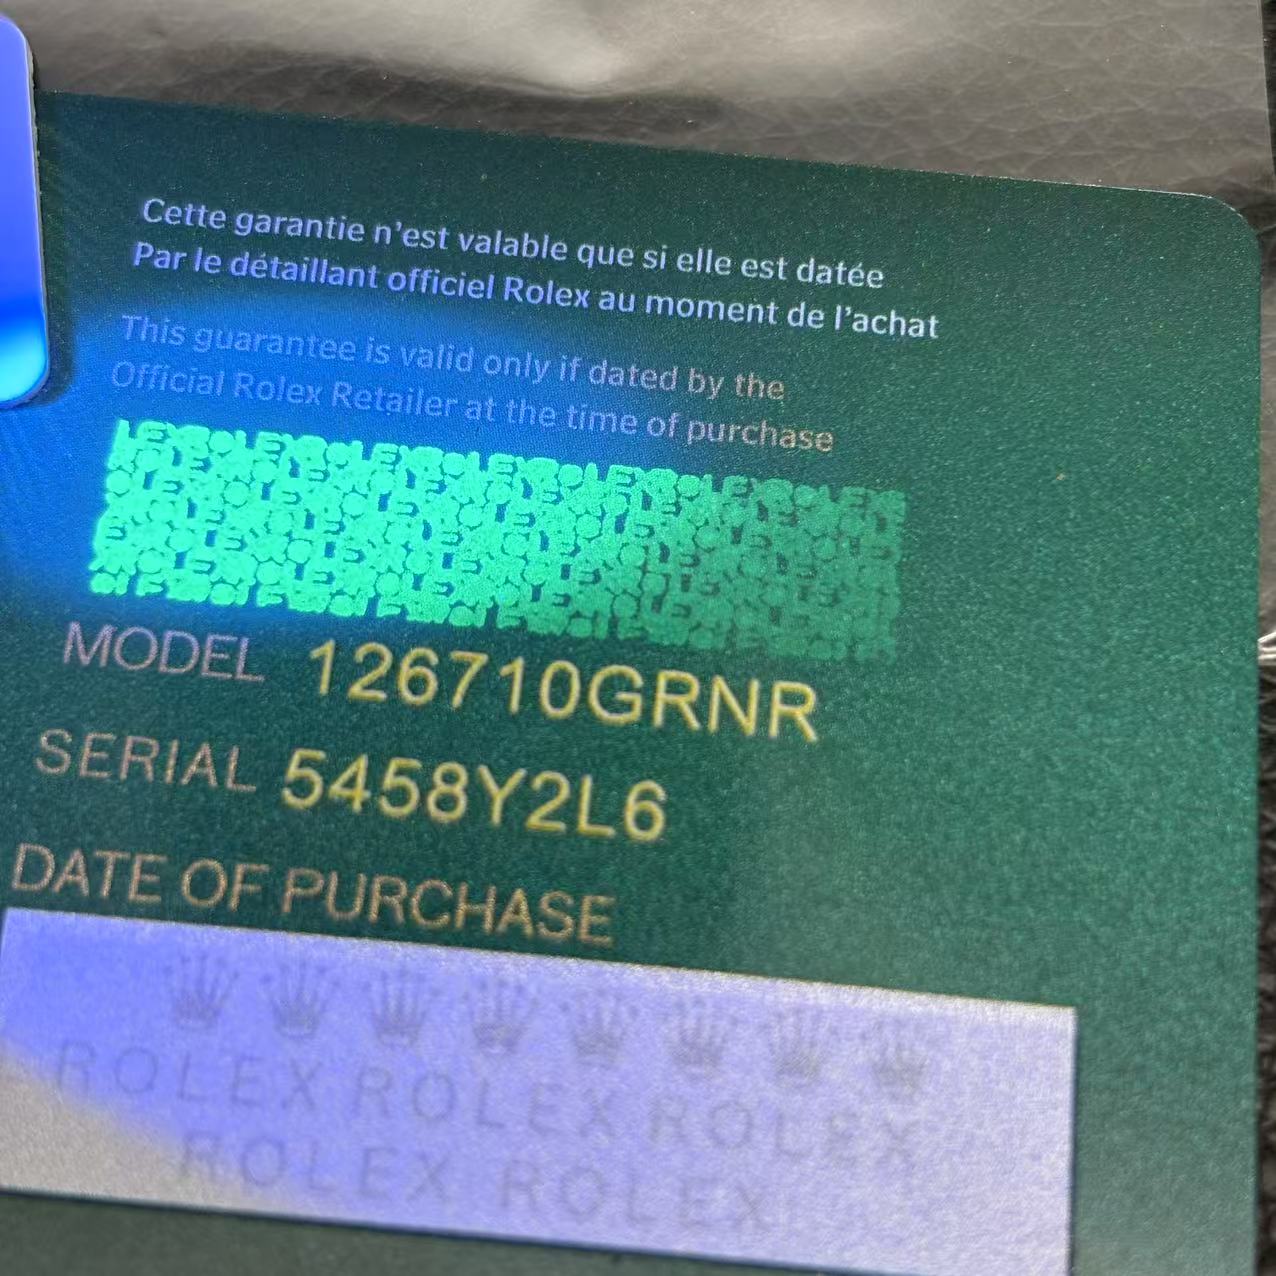 Cette garantie n'est valable que si elle est datée
Par le détaillant officiel Rolex au moment de l'achat
This guarantee is valid only if dated by the
Official Rolex Retailer at the time of purchase
MODEL 126710GRNR
SERIAL 5458Y2L6
DATE OF PURCHASE
ROLEX ROLEX ROLEX
ROLEX ROLEX